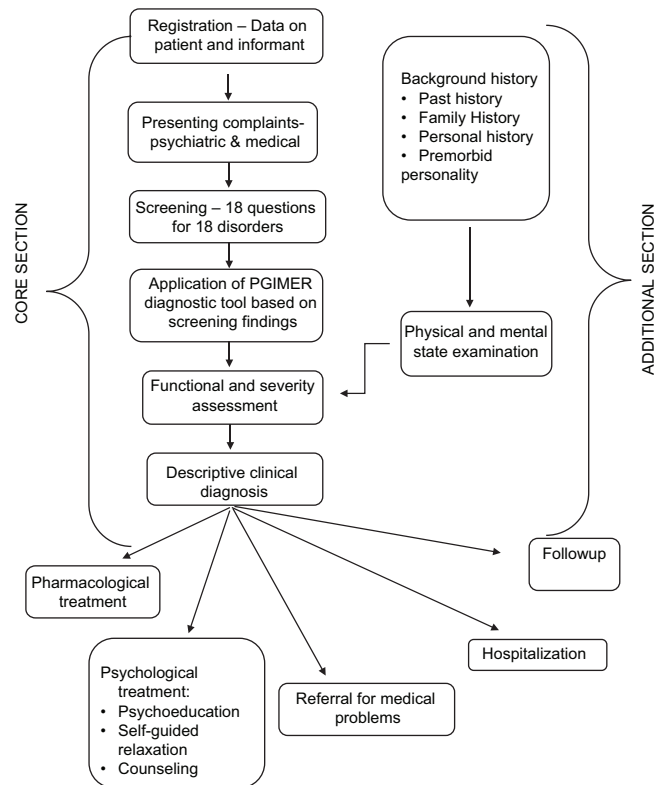 CORE SECTION
Registration – Data on
patient and informant
Presenting complaints-
psychiatric & medical
Screening – 18 questions
for 18 disorders
Application of PGIMER
diagnostic tool based on
screening findings
Functional and severity
assessment
Descriptive clinical
diagnosis
Background history
• Past history
• Family History
• Personal history
• Premorbid
personality
Physical and mental
state examination
ADDITIONAL SECTION
Pharmacological
treatment
Psychological
treatment:
• Psychoeducation
• Self-guided
relaxation
• Counseling
Referral for medical
problems
Hospitalization
Followup